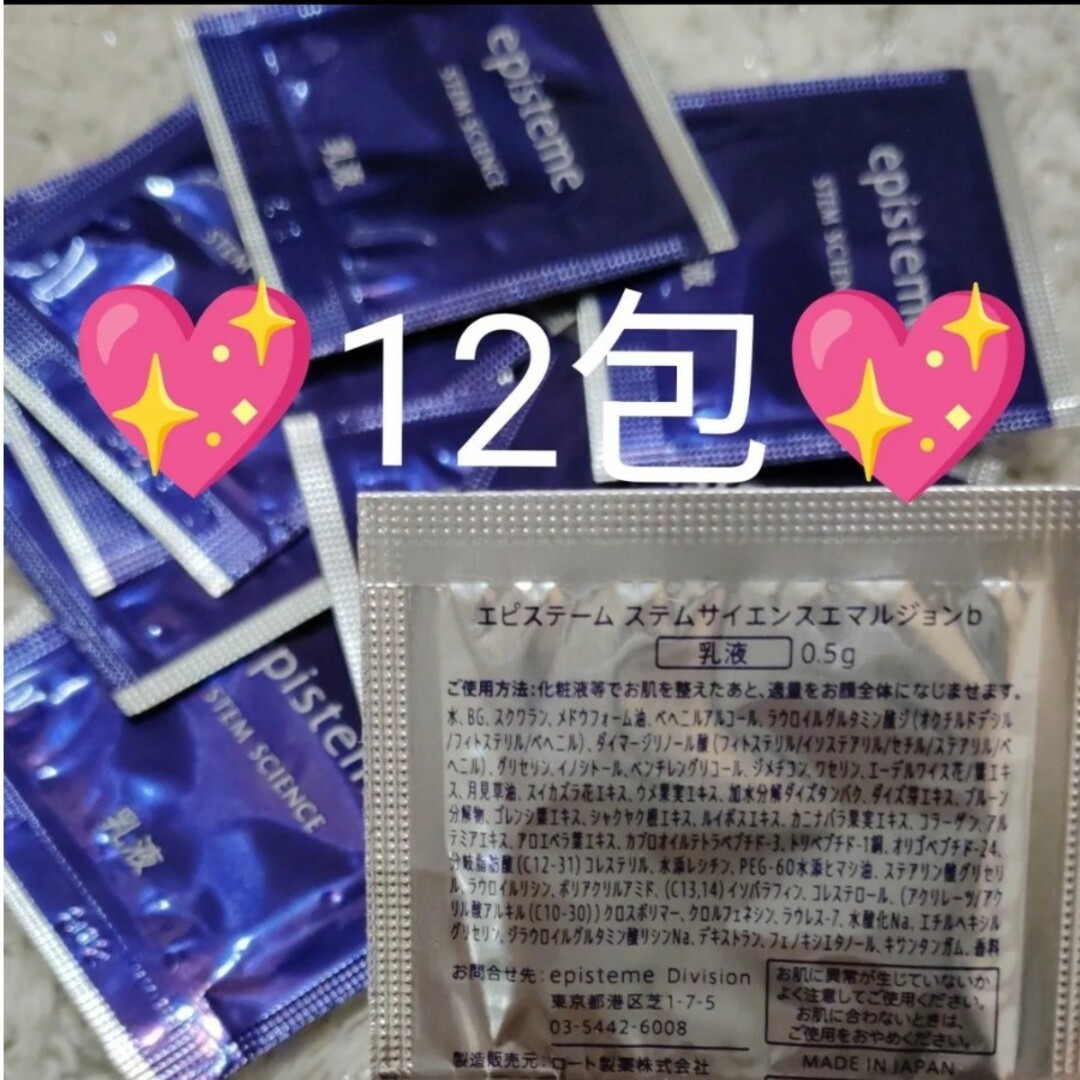 episteme
STEM SCIENCE
乳液
episteme
STEM SCIEN
液
STEM
💖12包💖
episteme
STEM SCIENCE
乳液
エピステーム ステムサイエンスエマルジョンb
乳液 0.5g
ご使用方法:化粧液等でお肌を整えたあと、適量をお顔全体になじませます。
水、BG、スクワラン、メドウフォーム油、ベヘニルアルコール、ラウロイルグルタミン酸ジ(オクチルドデシル
/フィトステリル/ベヘニル)、ダイマージリノール酸(フィトステリル/イソステアリル/セチル/ステアリル/ベ
ヘニル)、グリセリン、イノシトール、ペンチレングリコール、ジメチコン、ワセリン、エーデルワイス花/葉エキ
ス、月見草油、スイカズラ花エキス、ウメ果実エキス、加水分解ダイズタンパク、ダイズ芽エキス、プルーン
分解物、ゴレンシ葉エキス、シャクヤク根エキス、ルイボスエキス、カニナバラ果実エキス、コラーゲン、アル
テミアエキス、アロエベラ葉エキス、カプロオイルテトラペプチド-3、トリペプチド-1銅、オリゴペプチド-24、
分岐脂肪酸(C12-31)コレステリル、水添レシチン、PEG-60水添ヒマシ油、ステアリン酸グリセリ
ル、ラウロイルリシン、ポリアクリルアミド、(C13,14)イソパラフィン、コレステロール、(アクリレーツ/アク
リル酸アルキル(C10-30))クロスポリマー、クロルフェネシン、ラウレス-7、水酸化Na、エチルヘキシル
グリセリン、ジラウロイルグルタミン酸リシンNa、デキストラン、フェノキシエタノール、キサンタンガム、香料
お問合せ先:episteme Division
東京都港区芝1-7-5
03-5442-6008
製造販売元:ロート製薬株式会社
お肌に異常が生じていないか
よく注意してご使用ください。
お肌に合わないときは、
ご使用をおやめください。
MADE IN JAPAN